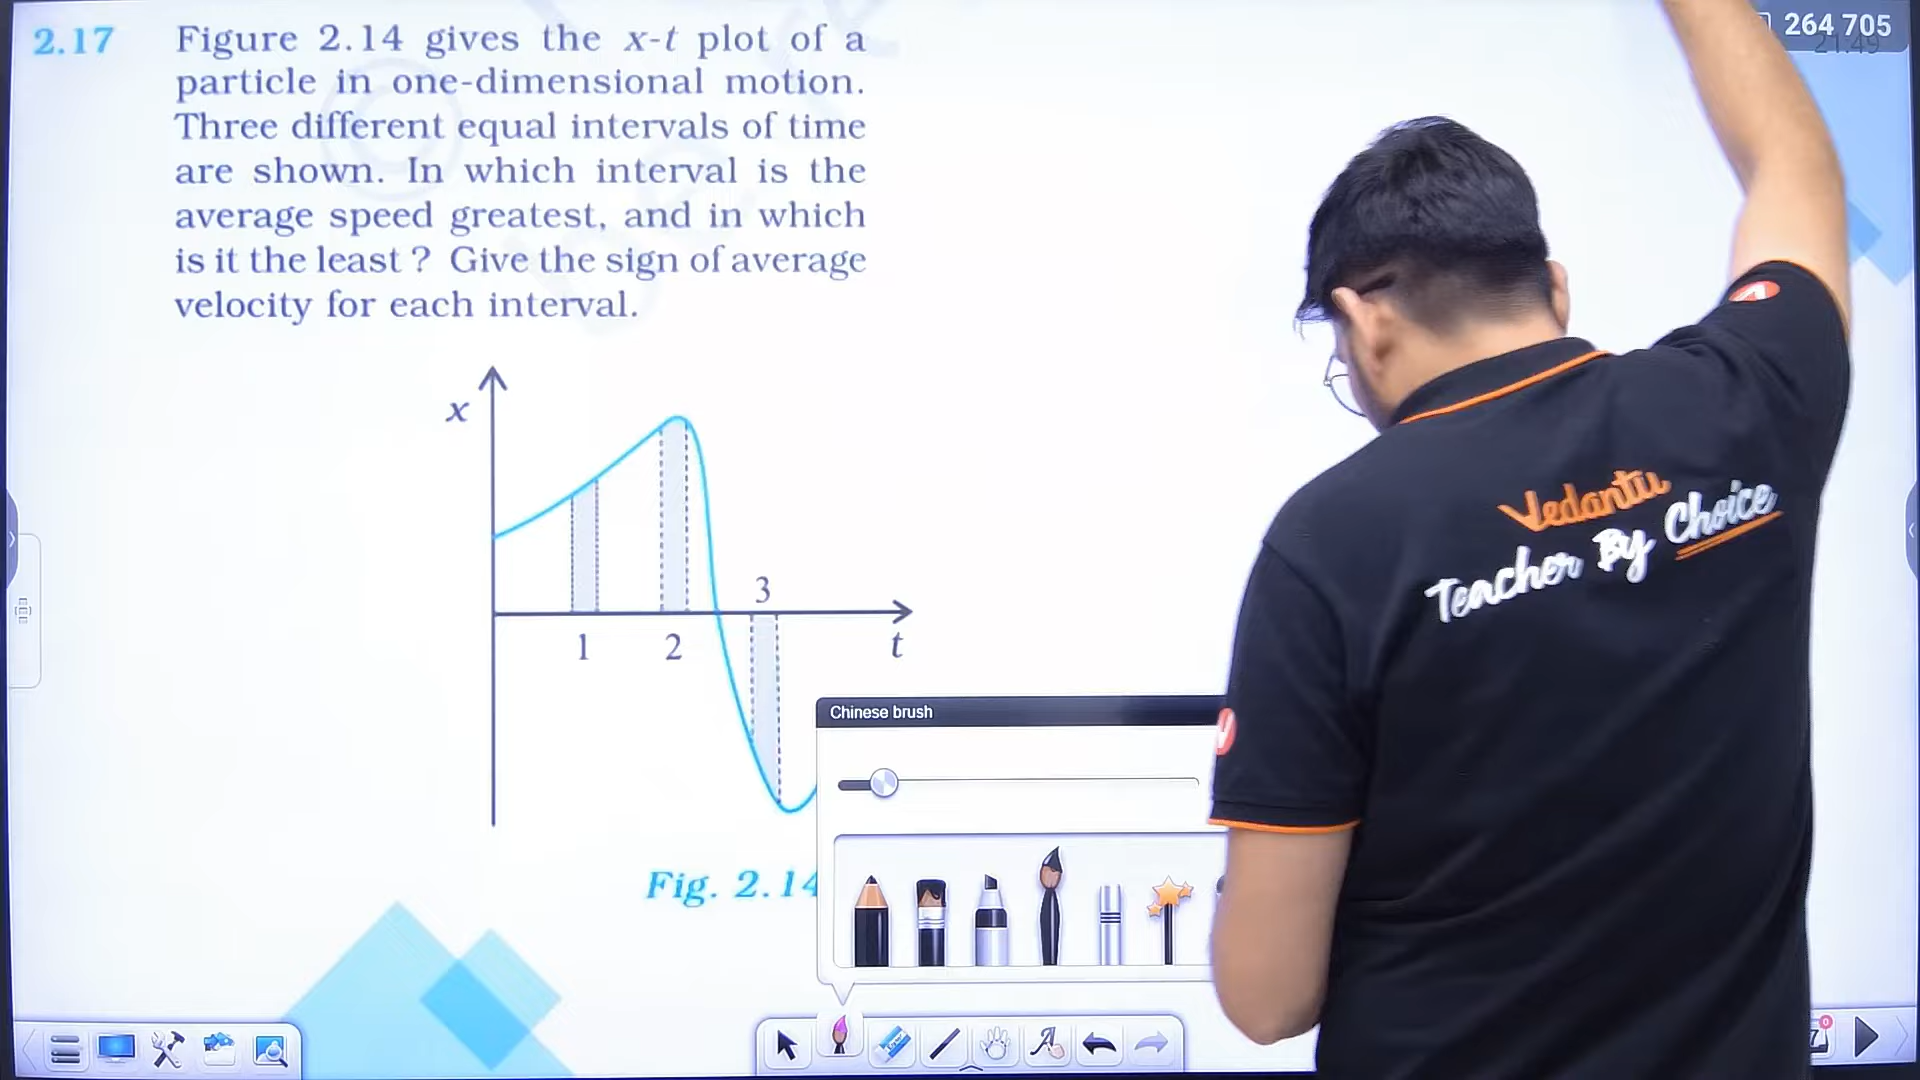 2.17 Figure 2.14 gives the x-t plot of a
particle in one-dimensional motion.
Three different equal intervals of time
are shown. In which interval is the
average speed greatest, and in which
is it the least ? Give the sign of average
velocity for each interval.
x
3
1
2
t
Fig. 2.14
Chinese brush
264 705
21:49
Vedantu
Teacher By Choice